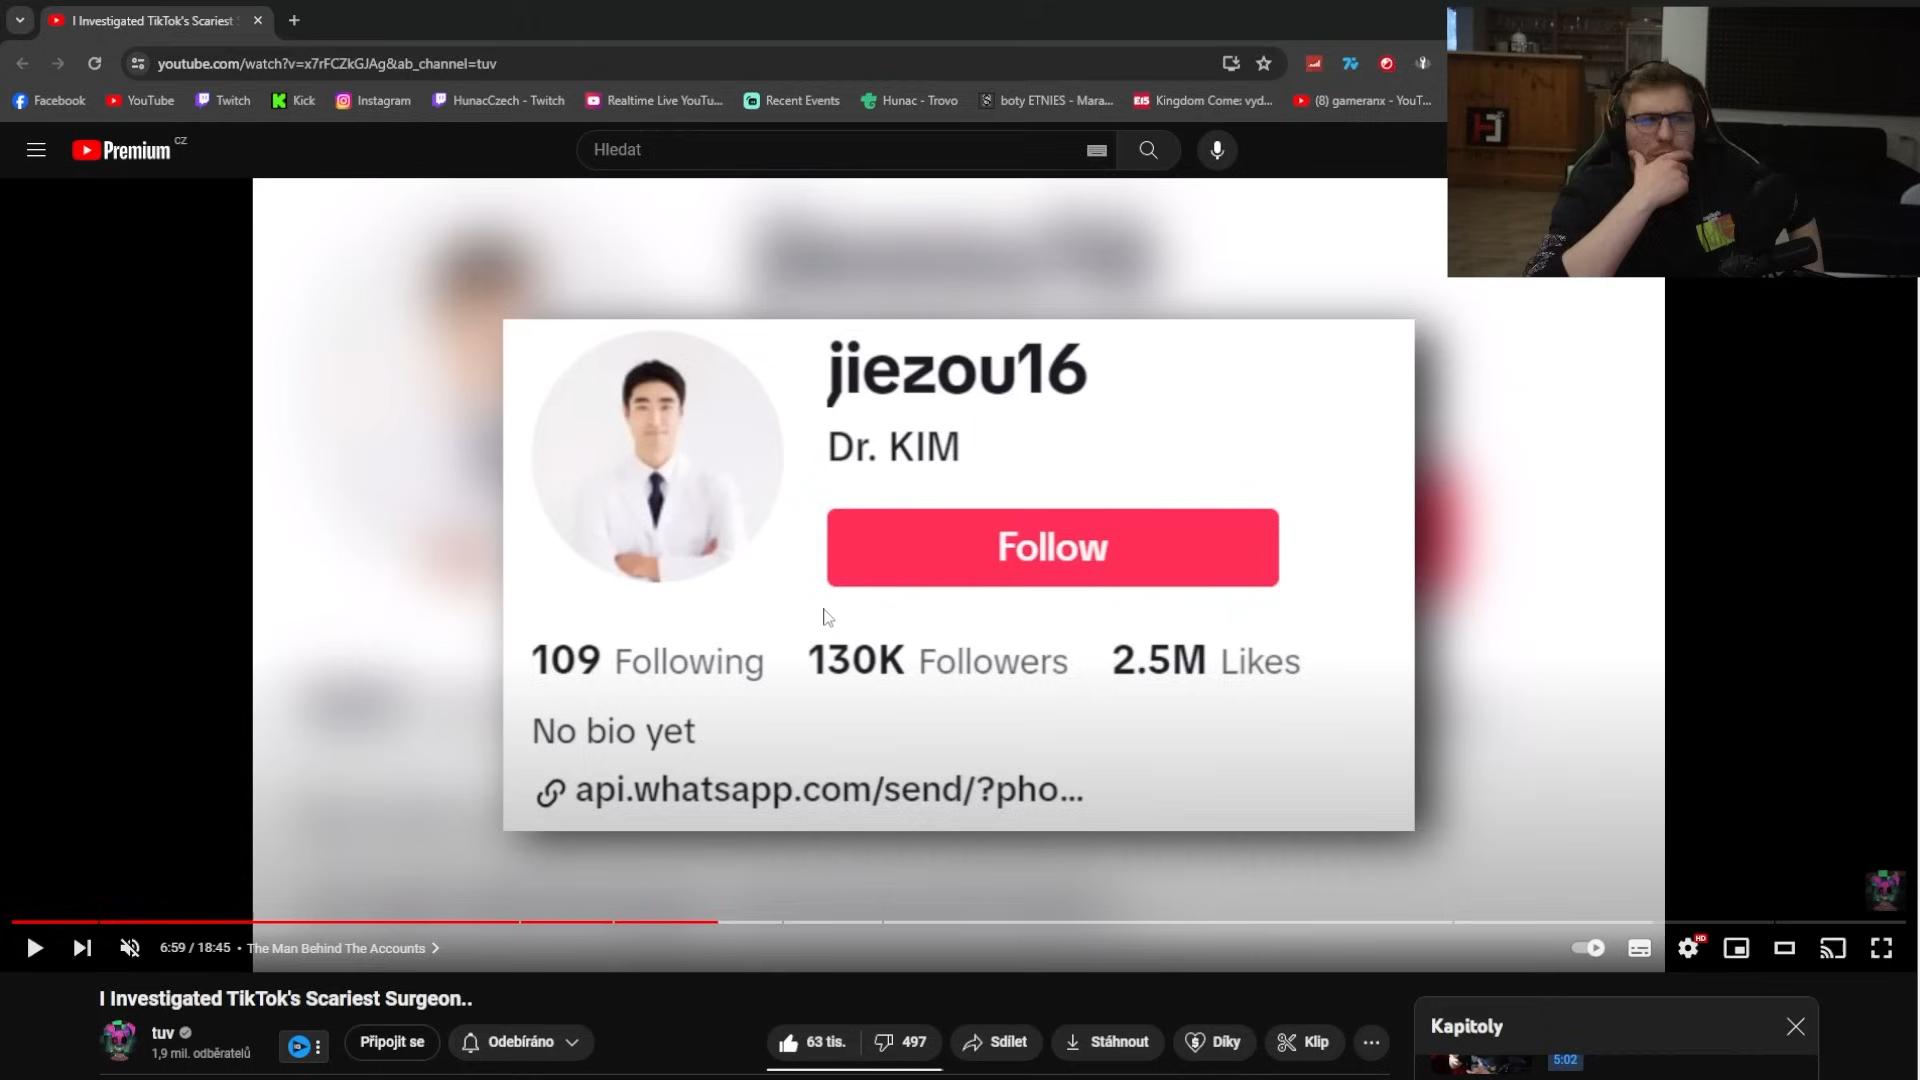 I Investigated TikTok's Scariest S
youtube.com/watch?v=x7rFCZkGJAg&ab_channel=tuv
Facebook
YouTube
Twitch
Kick
Instagram
HunacCzech - Twitch
Realtime Live YouTu...
Recent Events
Hunac - Trovo
boty ETNIES - Mara...
Kingdom Come: vyd...
(8) gameranx - YouT...
Premium CZ
Hledat
jiezou16
Dr. KIM
Follow
109 Following 130K Followers 2.5M Likes
No bio yet
api.whatsapp.com/send/?pho...
6:59 / 18:45 • The Man Behind The Accounts
HD
I Investigated TikTok's Scariest Surgeon..
tuv
1,9 mil. odběratelů
Připojit se
Odebíráno
63 tis.
497
Sdílet
Stáhnout
Díky
Klip
Kapitoly
5:02